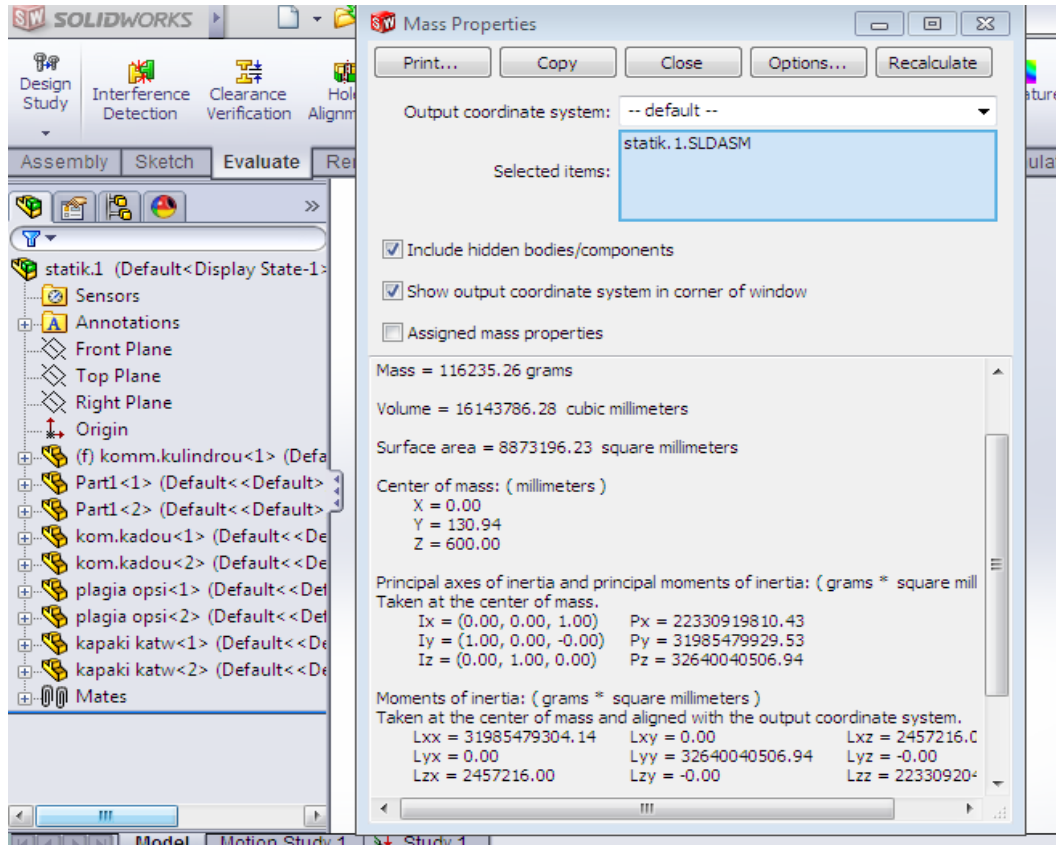 SOLIDWORKS
Design Study
Interference Detection
Clearance Verification
Assembly
Sketch
Evaluate
statik.1 (Default<Display State-1>
Sensors
Annotations
Front Plane
Top Plane
Right Plane
Origin
(f) komm.kulindrou<1> (Defa
Part1<1> (Default<<Default>
Part1<2> (Default<<Default>
kom.kadou<1> (Default<<De
kom.kadou<2> (Default<<De
plagia opsi<1> (Default<<Def
plagia opsi<2> (Default<<Def
kapaki katw<1> (Default<<De
kapaki katw<2> (Default<<De
Mates
Model
Motion Study 1
Study 1
Mass Properties
Print...
Copy
Close
Options...
Recalculate
Output coordinate system: -- default --
Selected items: statik.1.SLDASM
Include hidden bodies/components
Show output coordinate system in corner of window
Assigned mass properties
Mass = 116235.26 grams
Volume = 16143786.28 cubic millimeters
Surface area = 8873196.23 square millimeters
Center of mass: ( millimeters )
X = 0.00
Y = 130.94
Z = 600.00
Principal axes of inertia and principal moments of inertia: ( grams * square mill
Taken at the center of mass.
Ix = (0.00, 0.00, 1.00) Px = 22330919810.43
Iy = (1.00, 0.00, -0.00) Py = 31985479929.53
Iz = (0.00, 1.00, 0.00) Pz = 32640040506.94
Moments of inertia: ( grams * square millimeters )
Taken at the center of mass and aligned with the output coordinate system.
Lxx = 31985479304.14 Lxy = 0.00 Lxz = 2457216.0
Lyx = 0.00 Lyy = 32640040506.94 Lyz = -0.00
Lzx = 2457216.00 Lzy = -0.00 Lzz = 223309204